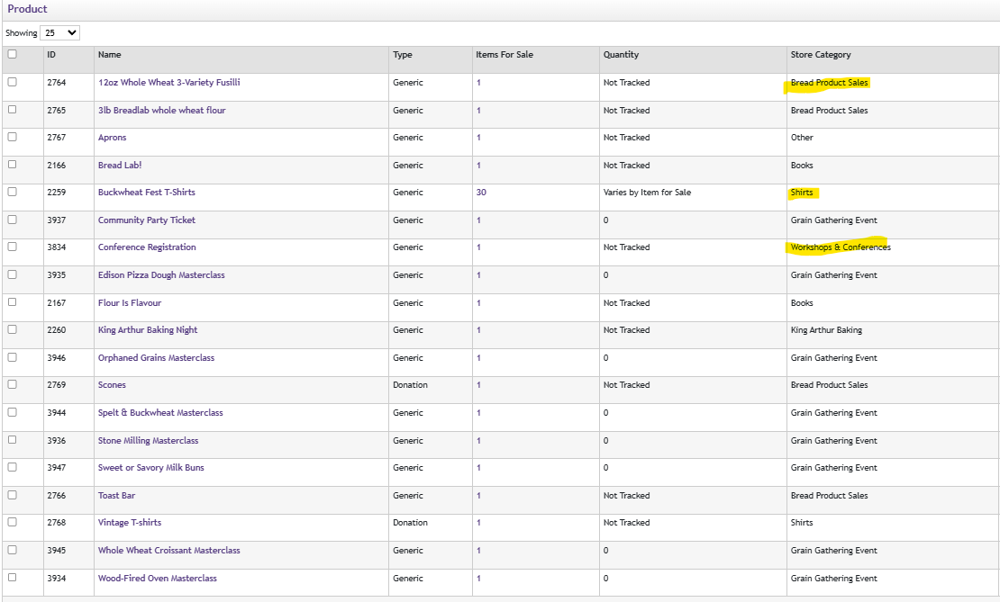 Product
Showing 25
ID Name Type Items For Sale Quantity Store Category
2764 12oz Whole Wheat 3-Variety Fusilli Generic 1 Not Tracked Bread Product Sales
2765 3lb Breadlab whole wheat flour Generic 1 Not Tracked Bread Product Sales
2767 Aprons Generic 1 Not Tracked Other
2166 Bread Lab! Generic 1 Not Tracked Books
2259 Buckwheat Fest T-Shirts Generic 30 Varies by Item for Sale Shirts
3937 Community Party Ticket Generic 1 0 Grain Gathering Event
3834 Conference Registration Generic 1 Not Tracked Workshops & Conferences
3935 Edison Pizza Dough Masterclass Generic 1 0 Grain Gathering Event
2167 Flour Is Flavour Generic 1 Not Tracked Books
2260 King Arthur Baking Night Generic 1 Not Tracked King Arthur Baking
3946 Orphaned Grains Masterclass Generic 1 0 Grain Gathering Event
2769 Scones Donation 1 Not Tracked Bread Product Sales
3944 Spelt & Buckwheat Masterclass Generic 1 0 Grain Gathering Event
3936 Stone Milling Masterclass Generic 1 0 Grain Gathering Event
3947 Sweet or Savory Milk Buns Generic 1 0 Grain Gathering Event
2766 Toast Bar Generic 1 Not Tracked Bread Product Sales
2768 Vintage T-shirts Donation 1 Not Tracked Shirts
3945 Whole Wheat Croissant Masterclass Generic 1 0 Grain Gathering Event
3934 Wood-Fired Oven Masterclass Generic 1 0 Grain Gathering Event